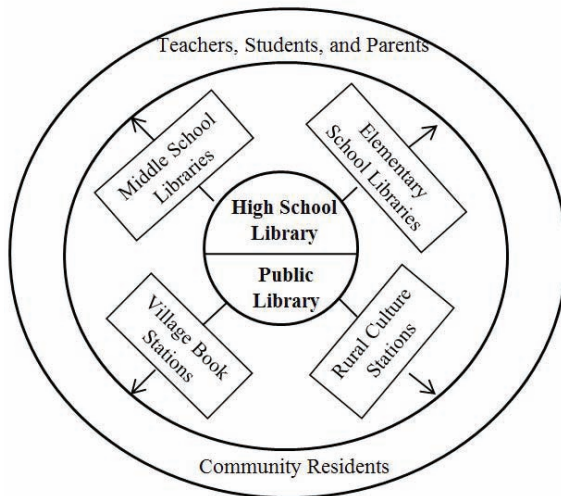 Teachers, Students, and Parents
Middle School
Libraries
Elementary
School Libraries
High School
Library
Public
Library
Village Book
Stations
Rural Culture
Stations
Community Residents